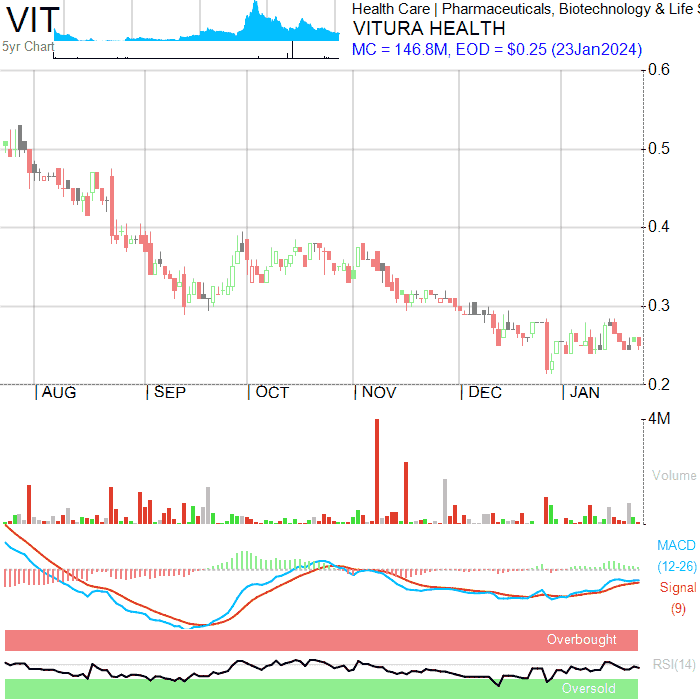 VIT
5yr Chart
Health Care | Pharmaceuticals, Biotechnology & Life S
VITURA HEALTH
MC = 146.8M, EOD = $0.25 (23Jan2024)
0.6
0.5
0.4
0.3
0.2
| AUG | SEP | OCT | NOV | DEC | JAN
4M
Volume
MACD
(12-26)
Signal
(9)
Overbought
RSI(14)
Oversold